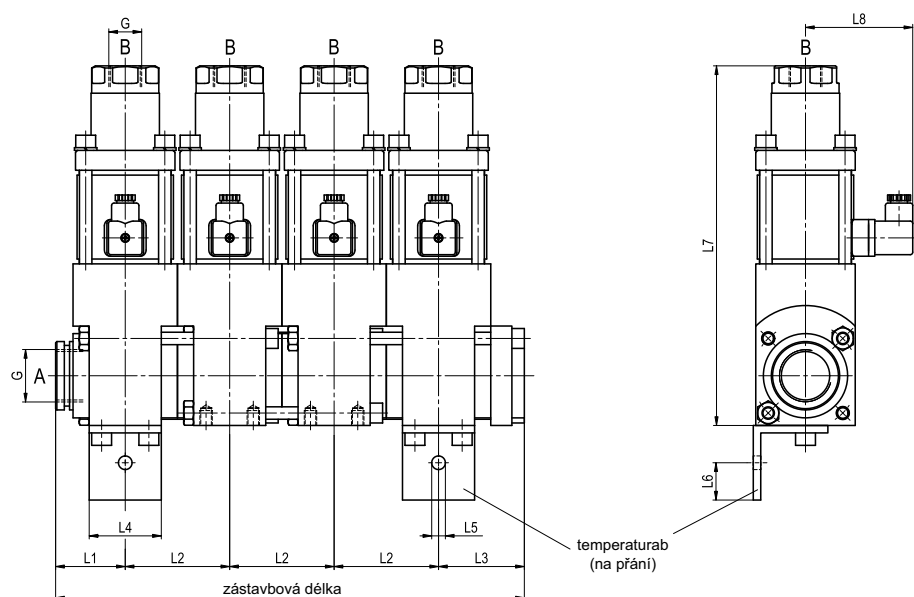 G
B
B
B
B
B
L8
L7
G
A
L6
L4
L5
L1
L2
L2
L2
L3
temperaturab
(na přání)
zástavbová délka